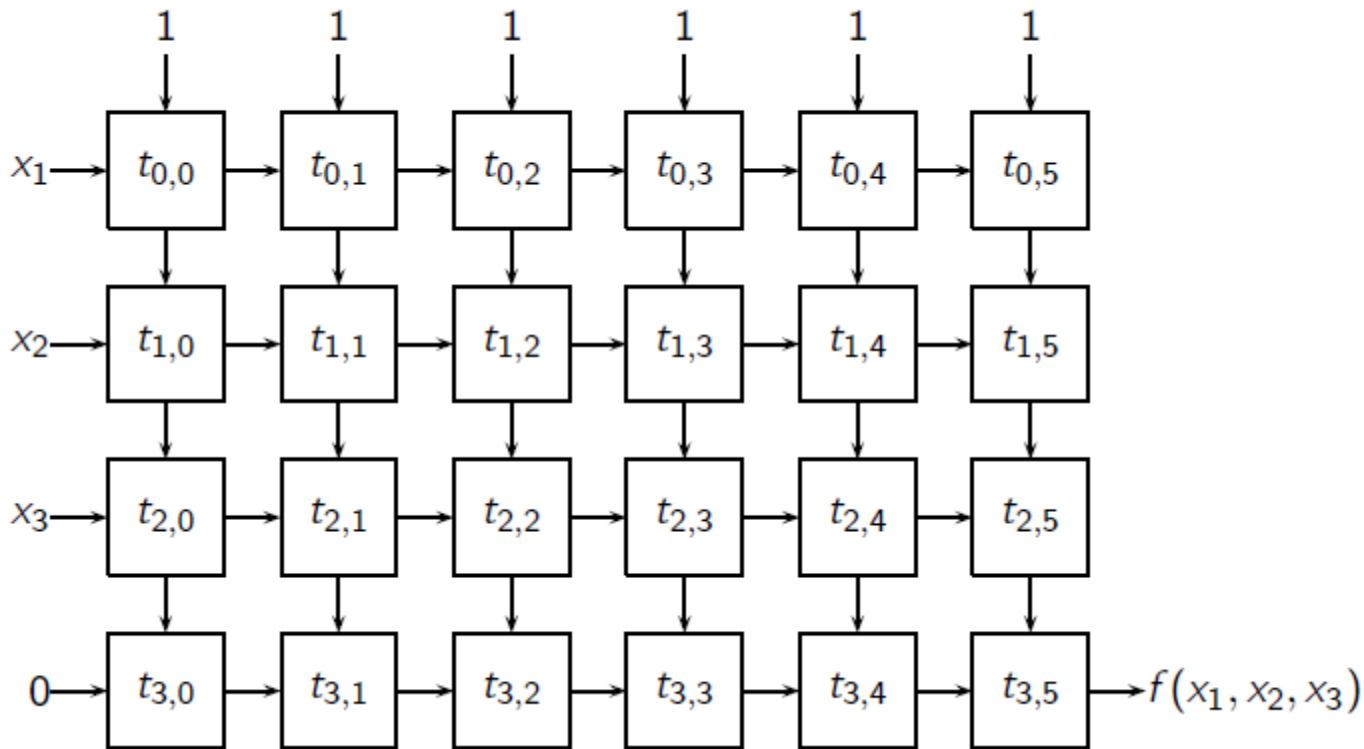 1 1 1 1 1 1
x₁ t₀,₀ t₀,₁ t₀,₂ t₀,₃ t₀,₄ t₀,₅
x₂ t₁,₀ t₁,₁ t₁,₂ t₁,₃ t₁,₄ t₁,₅
x₃ t₂,₀ t₂,₁ t₂,₂ t₂,₃ t₂,₄ t₂,₅
0 t₃,₀ t₃,₁ t₃,₂ t₃,₃ t₃,₄ t₃,₅ f(x₁, x₂, x₃)